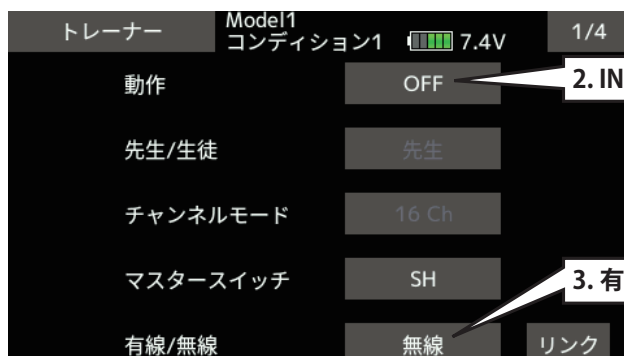 トレーナー
Model1
コンディション1 7.4V
1/4
動作 OFF
2. IN
先生/生徒 先生
チャンネルモード 16 Ch
マスタースイッチ SH
3. 有
有線/無線 無線 リンク